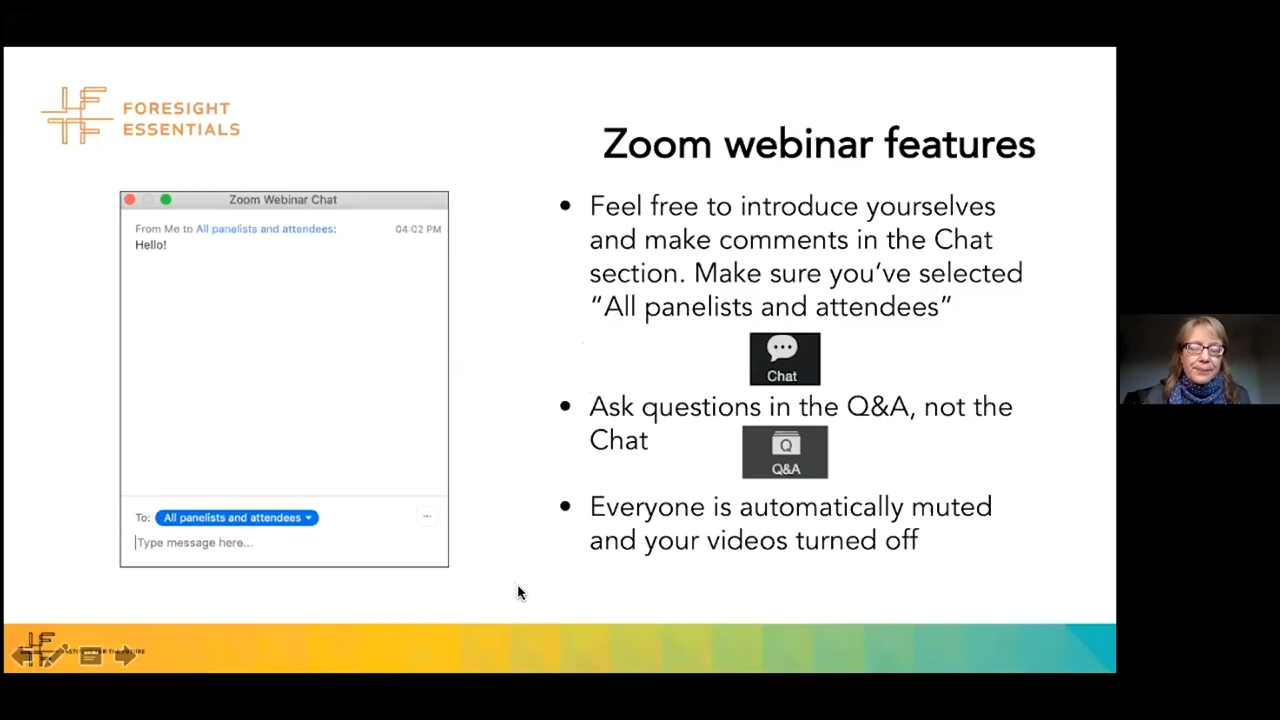 FORESIGHT
ESSENTIALS
Zoom webinar features
Zoom Webinar Chat
From Me to All panelists and attendees: 04:02 PM
Hello!
To: All panelists and attendees
Type message here...
• Feel free to introduce yourselves
and make comments in the Chat
section. Make sure you’ve selected
“All panelists and attendees”
Chat
• Ask questions in the Q&A, not the
Chat
Q
Q&A
• Everyone is automatically muted
and your videos turned off
FOR THE FUTURE